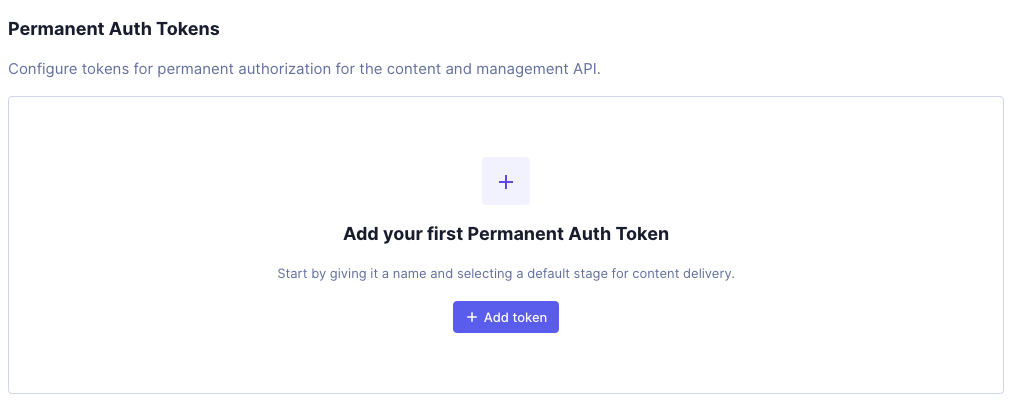 Permanent Auth Tokens
Configure tokens for permanent authorization for the content and management API.
Add your first Permanent Auth Token
Start by giving it a name and selecting a default stage for content delivery.
+ Add token